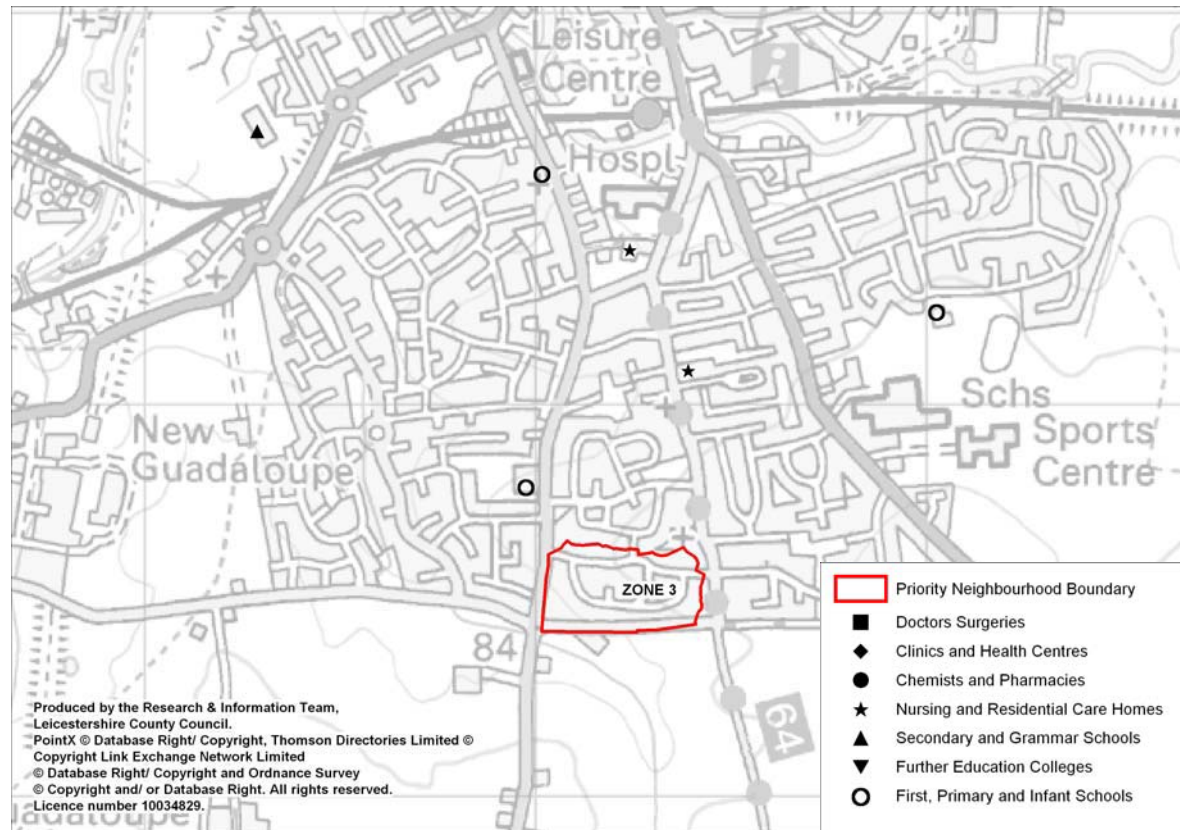 Leisure
Centre
Hospl
New
Guadaloupe
Schs
Sports
Centre
ZONE 3
84
64
Produced by the Research & Information Team,
Leicestershire County Council.
PointX © Database Right/ Copyright, Thomson Directories Limited ©
Copyright Link Exchange Network Limited
© Database Right/ Copyright and Ordnance Survey
© Copyright and/ or Database Right. All rights reserved.
Licence number 10034829.
Priority Neighbourhood Boundary
Doctors Surgeries
Clinics and Health Centres
Chemists and Pharmacies
Nursing and Residential Care Homes
Secondary and Grammar Schools
Further Education Colleges
First, Primary and Infant Schools